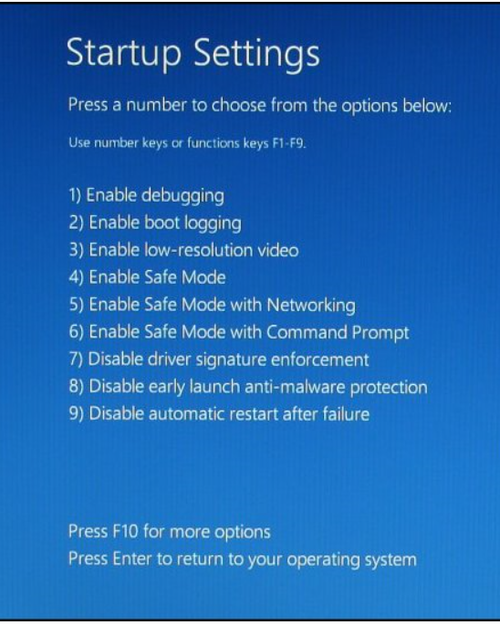 Startup Settings
Press a number to choose from the options below:
Use number keys or functions keys F1-F9.
1) Enable debugging
2) Enable boot logging
3) Enable low-resolution video
4) Enable Safe Mode
5) Enable Safe Mode with Networking
6) Enable Safe Mode with Command Prompt
7) Disable driver signature enforcement
8) Disable early launch anti-malware protection
9) Disable automatic restart after failure
Press F10 for more options
Press Enter to return to your operating system